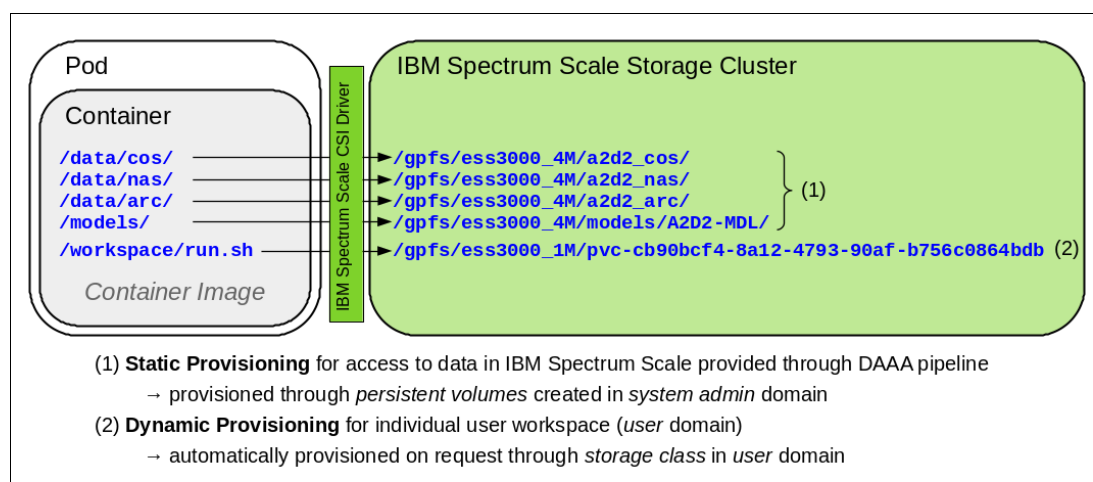 Pod
Container
/data/cos/
/data/nas/
/data/arc/
/models/
/workspace/run.sh
Container Image
IBM Spectrum Scale CSI Driver
IBM Spectrum Scale Storage Cluster
/gpfs/ess3000_4M/a2d2_cos/
/gpfs/ess3000_4M/a2d2_nas/
/gpfs/ess3000_4M/a2d2_arc/
/gpfs/ess3000_4M/models/A2D2-MDL/
(1)
/gpfs/ess3000_1M/pvc-cb90bcf4-8a12-4793-90af-b756c0864bdb (2)
(1) Static Provisioning for access to data in IBM Spectrum Scale provided through DAAA pipeline
→ provisioned through persistent volumes created in system admin domain
(2) Dynamic Provisioning for individual user workspace (user domain)
→ automatically provisioned on request through storage class in user domain